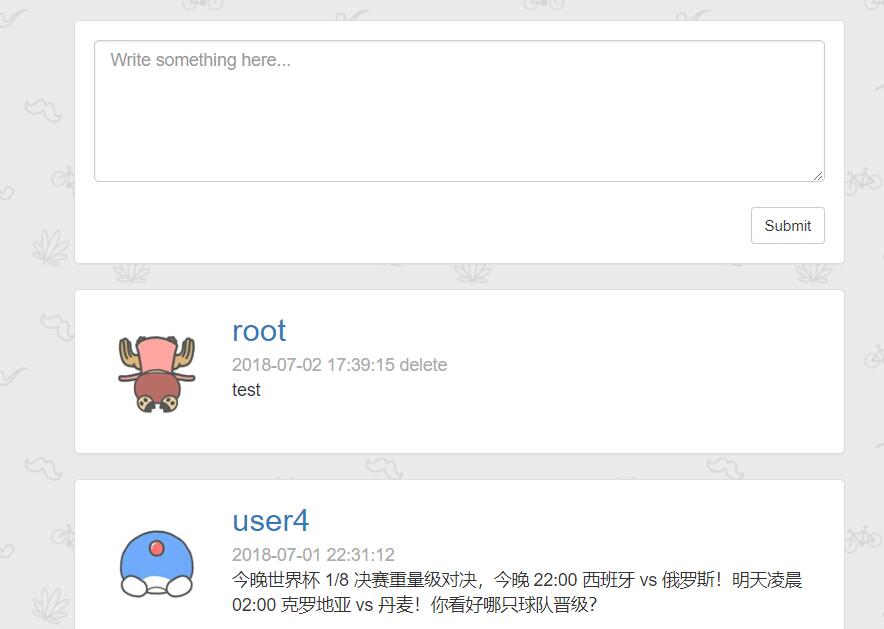 Write something here...
Submit
root
2018-07-02 17:39:15 delete
test
user4
2018-07-01 22:31:12
今晚世界杯 1/8 决赛重量级对决，今晚 22:00 西班牙 vs 俄罗斯！明天凌晨
02:00 克罗地亚 vs 丹麦！你看好哪只球队晋级?